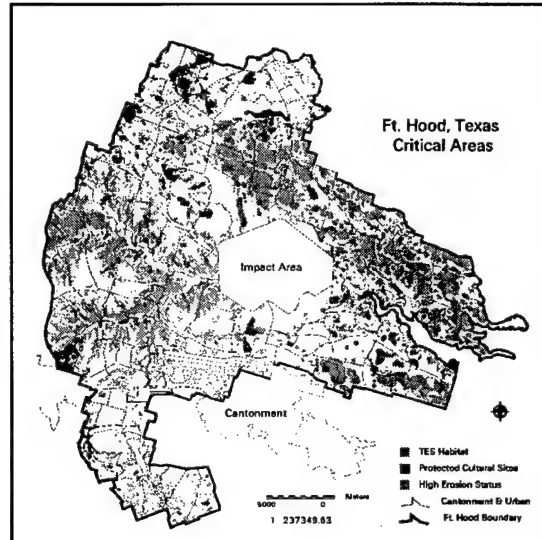 Ft. Hood, Texas
Critical Areas
Impact Area
Cantonment
TES Habitat
Protected Cultural Sites
High Erosion Status
Cantonment & Urban
Ft. Hood Boundary
Meters
5000 0
1 237349.63